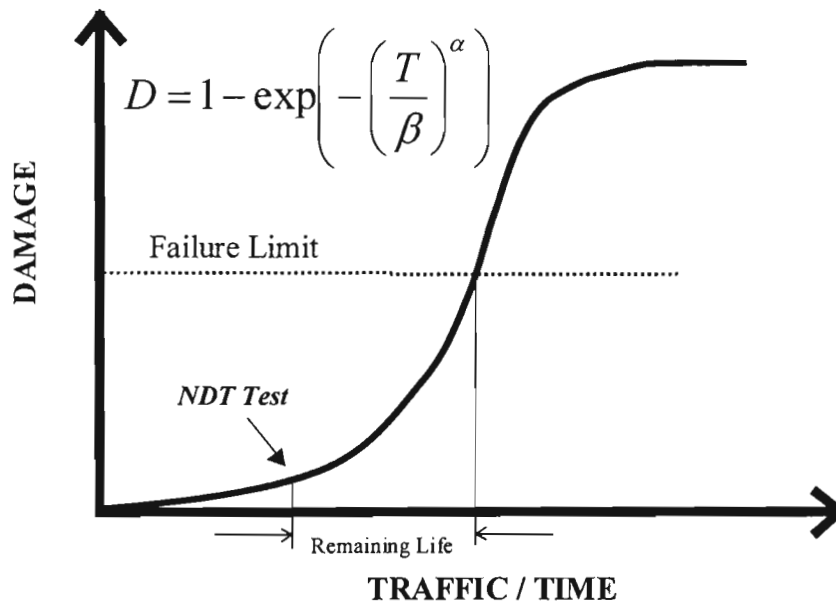 D = 1 - exp(-(T/β)^α)
DAMAGE
Failure Limit
NDT Test
Remaining Life
TRAFFIC / TIME